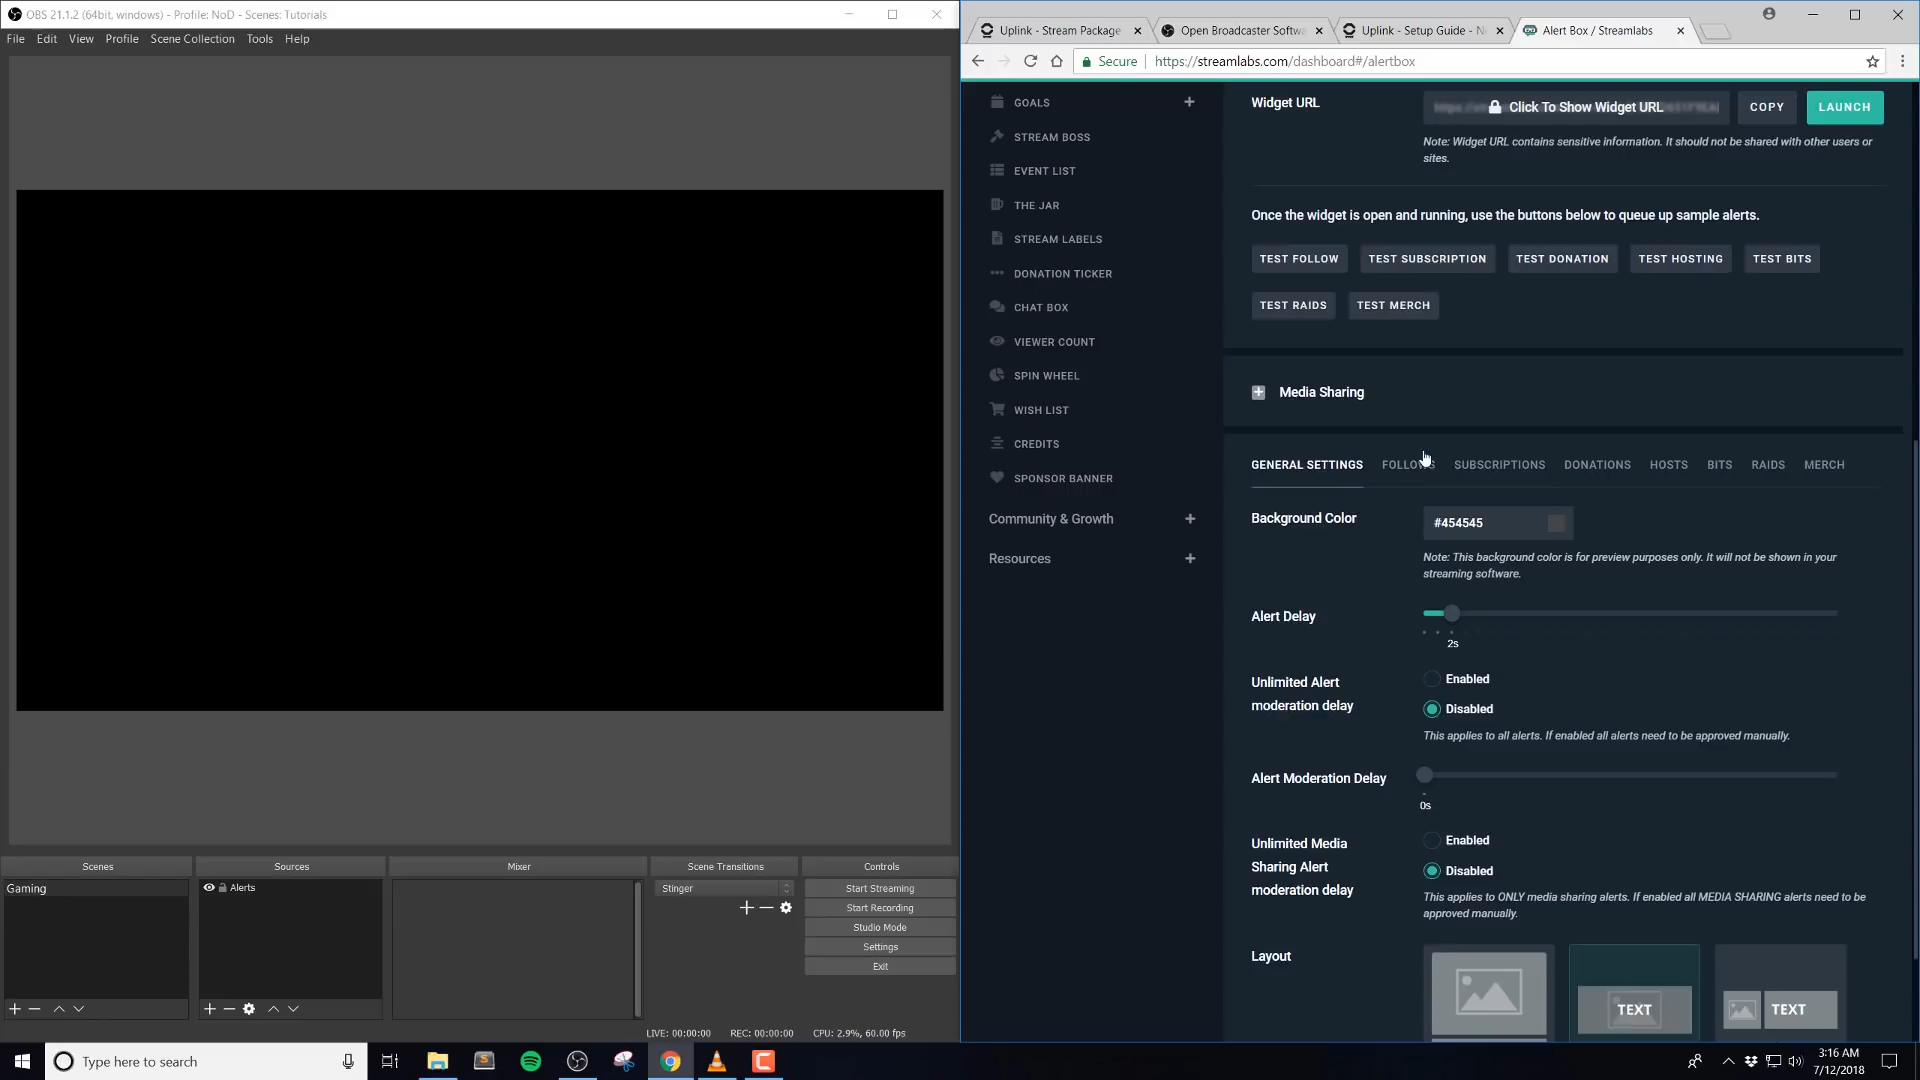 OBS 21.1.2 (64bit, windows) - Profile: NoD - Scenes: Tutorials
File Edit View Profile Scene Collection Tools Help
Scenes
Gaming
Sources
Alerts
Mixer
Scene Transitions
Stinger
Controls
Start Streaming
Start Recording
Studio Mode
Settings
Exit
LIVE: 00:00:00 REC: 00:00:00 CPU: 2.9%, 60.00 fps
Uplink - Stream Package
Open Broadcaster Softwa
Uplink - Setup Guide - N
Alert Box / Streamlabs
Secure https://streamlabs.com/dashboard#/alertbox
GOALS
STREAM BOSS
EVENT LIST
THE JAR
STREAM LABELS
DONATION TICKER
CHAT BOX
VIEWER COUNT
SPIN WHEEL
WISH LIST
CREDITS
SPONSOR BANNER
Community & Growth
Resources
Widget URL
Click To Show Widget URL
COPY
LAUNCH
Note: Widget URL contains sensitive information. It should not be shared with other users or
sites.
Once the widget is open and running, use the buttons below to queue up sample alerts.
TEST FOLLOW TEST SUBSCRIPTION TEST DONATION TEST HOSTING TEST BITS
TEST RAIDS TEST MERCH
Media Sharing
GENERAL SETTINGS FOLLOWS SUBSCRIPTIONS DONATIONS HOSTS BITS RAIDS MERCH
Background Color
#454545
Note: This background color is for preview purposes only. It will not be shown in your
streaming software.
Alert Delay
2s
Unlimited Alert
moderation delay
Enabled
Disabled
This applies to all alerts. If enabled all alerts need to be approved manually.
Alert Moderation Delay
0s
Unlimited Media
Sharing Alert
moderation delay
Enabled
Disabled
This applies to ONLY media sharing alerts. If enabled all MEDIA SHARING alerts need to be
approved manually.
Layout
TEXT
TEXT
Type here to search
3:16 AM
7/12/2018